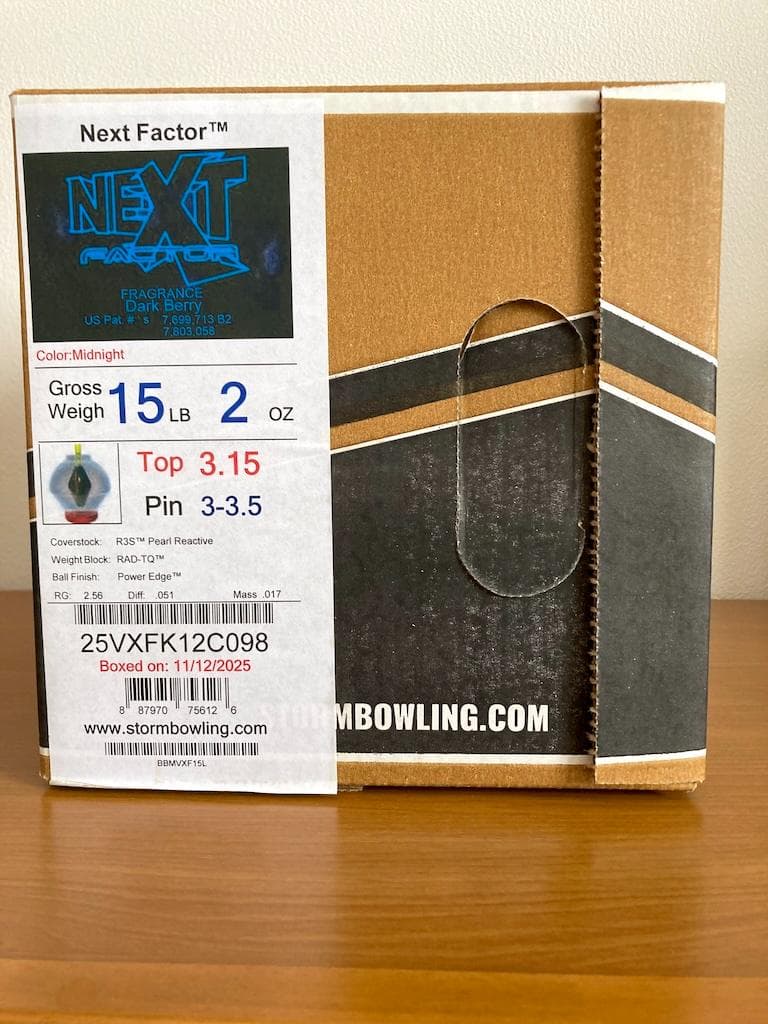 Next Factor™
NEXT
FACTOR
FRAGRANCE
Dark Berry
US Pat. # ' s 7,699,713 B2
7,803,058
Color:Midnight
Gross Weigh 15 LB 2 OZ
Top 3.15
Pin 3-3.5
Coverstock: R3S™ Pearl Reactive
Weight Block: RAD-TQ™
Ball Finish: Power Edge™
RG: 2.56 Diff: .051 Mass .017
25VXFK12C098
Boxed on: 11/12/2025
8 87970 75612 6
www.stormbowling.com
BBMVXF15L
STORMBOWLING.COM